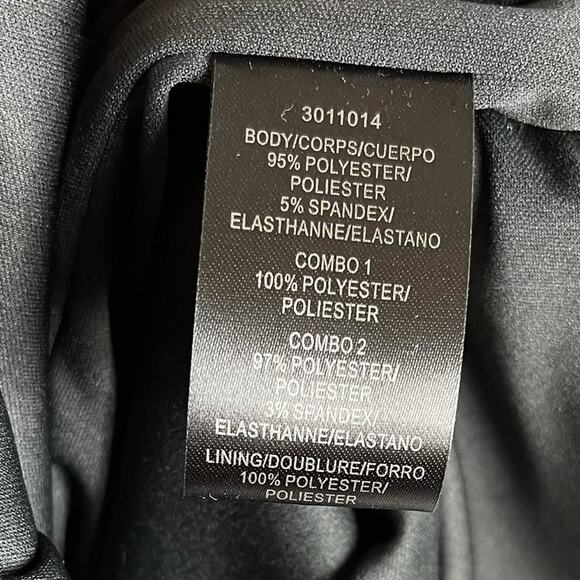 3011014
BODY/CORPS/CUERPO
95% POLYESTER/
POLIESTER
5% SPANDEX/
ELASTHANNE/ELASTANO
COMBO 1
100% POLYESTER/
POLIESTER
COMBO 2
97% POLYESTER/
POLIESTER
3% SPANDEX/
ELASTHANNE/ELASTANO
LINING/DOUBLURE/FORRO
100% POLYESTER/
POLIESTER